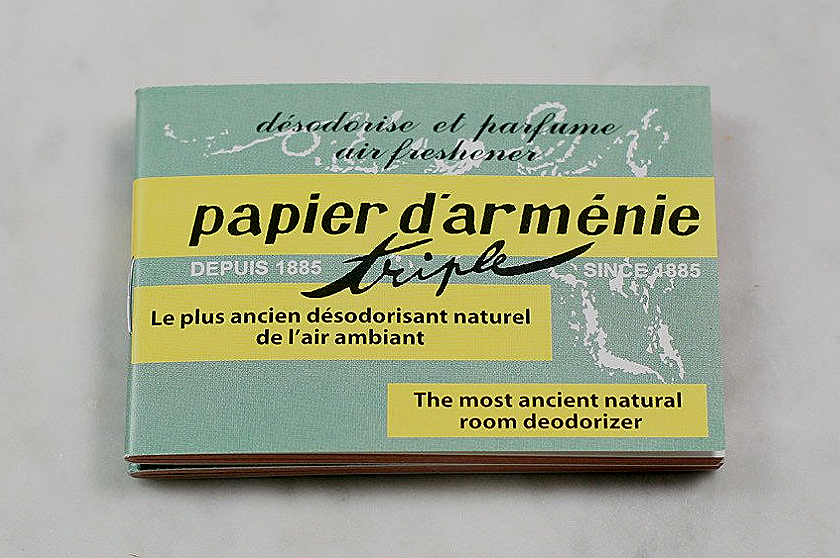 désodorise et parfume
air freshener
papier d'arménie
triple
DEPUIS 1885
SINCE 1885
Le plus ancien désodorisant naturel
de l'air ambiant
The most ancient natural
room deodorizer